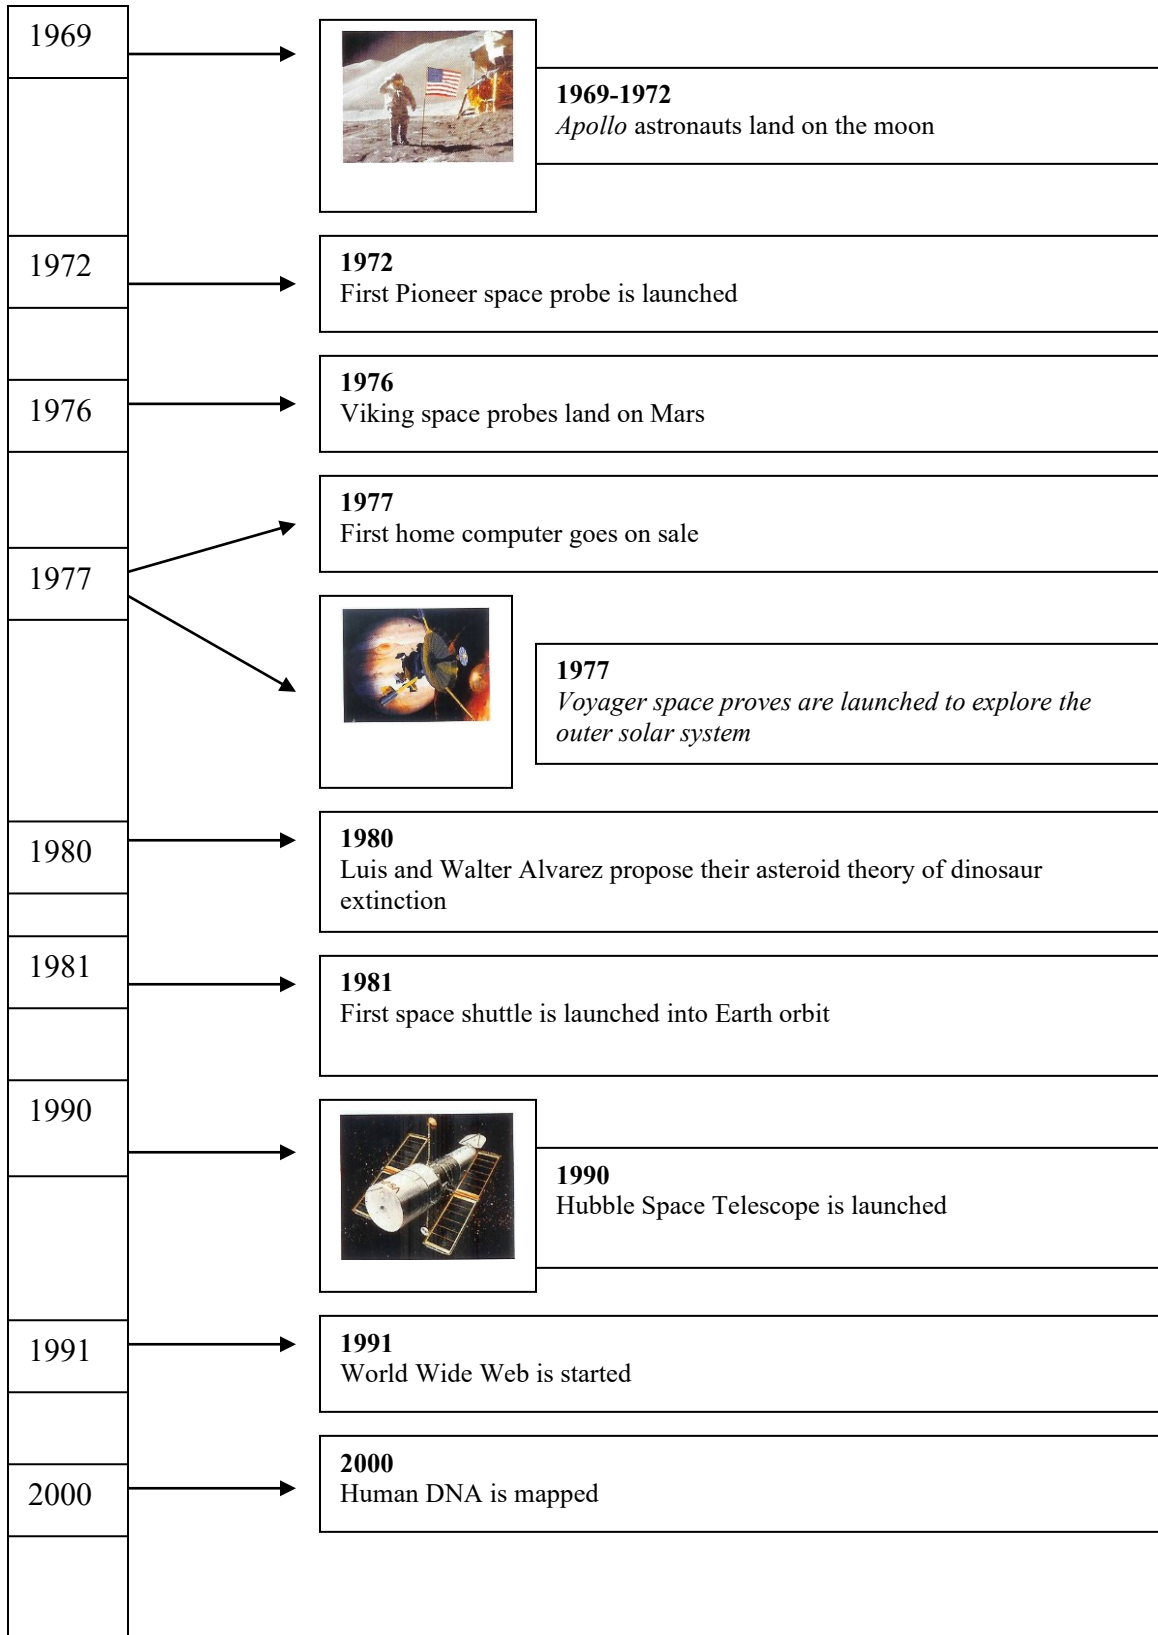 1969
1969-1972
Apollo astronauts land on the moon
1972
1972
First Pioneer space probe is launched
1976
1976
Viking space probes land on Mars
1977
1977
First home computer goes on sale
1977
Voyager space proves are launched to explore the
outer solar system
1980
1980
Luis and Walter Alvarez propose their asteroid theory of dinosaur
extinction
1981
1981
First space shuttle is launched into Earth orbit
1990
1990
Hubble Space Telescope is launched
1991
1991
World Wide Web is started
2000
2000
Human DNA is mapped